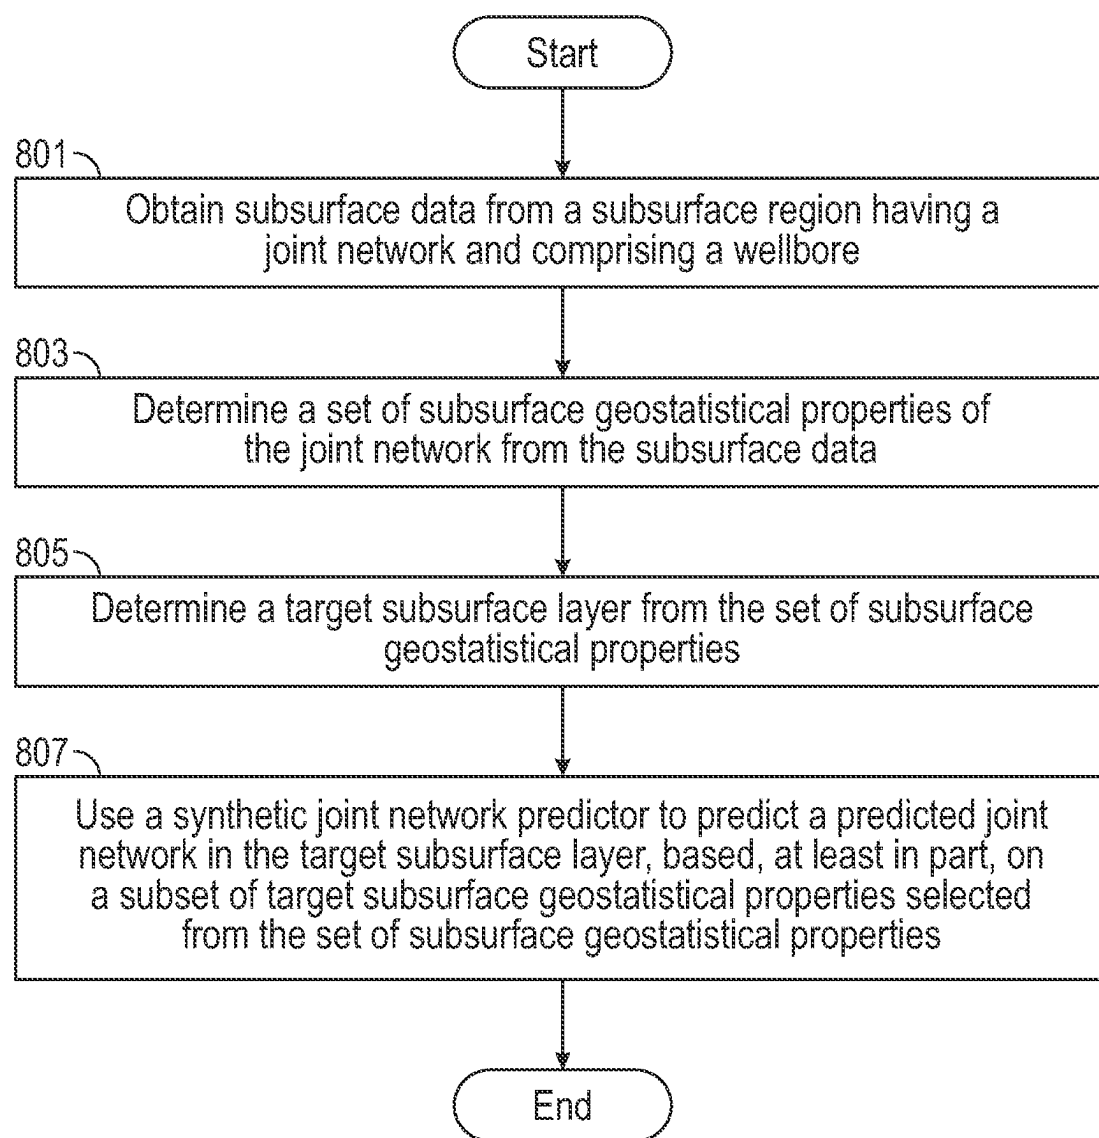 Start
801
Obtain subsurface data from a subsurface region having a
joint network and comprising a wellbore
803
Determine a set of subsurface geostatistical properties of
the joint network from the subsurface data
805
Determine a target subsurface layer from the set of subsurface
geostatistical properties
807
Use a synthetic joint network predictor to predict a predicted joint
network in the target subsurface layer, based, at least in part, on
a subset of target subsurface geostatistical properties selected
from the set of subsurface geostatistical properties
End